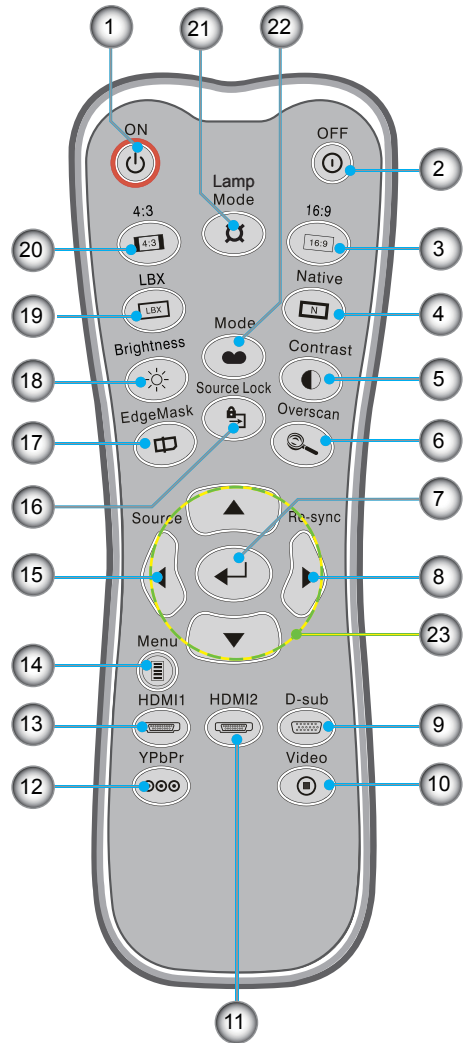 1
21
22
ON
OFF
2
Lamp
Mode
4:3
16:9
20
4:3
16:9
3
LBX
Native
19
LBX
N
4
Mode
Brightness
Contrast
18
5
Source Lock
EdgeMask
Overscan
17
6
16
7
Source
Re-sync
15
8
23
Menu
14
HDMI1
HDMI2
D-sub
13
9
YPbPr
Video
12
10
11